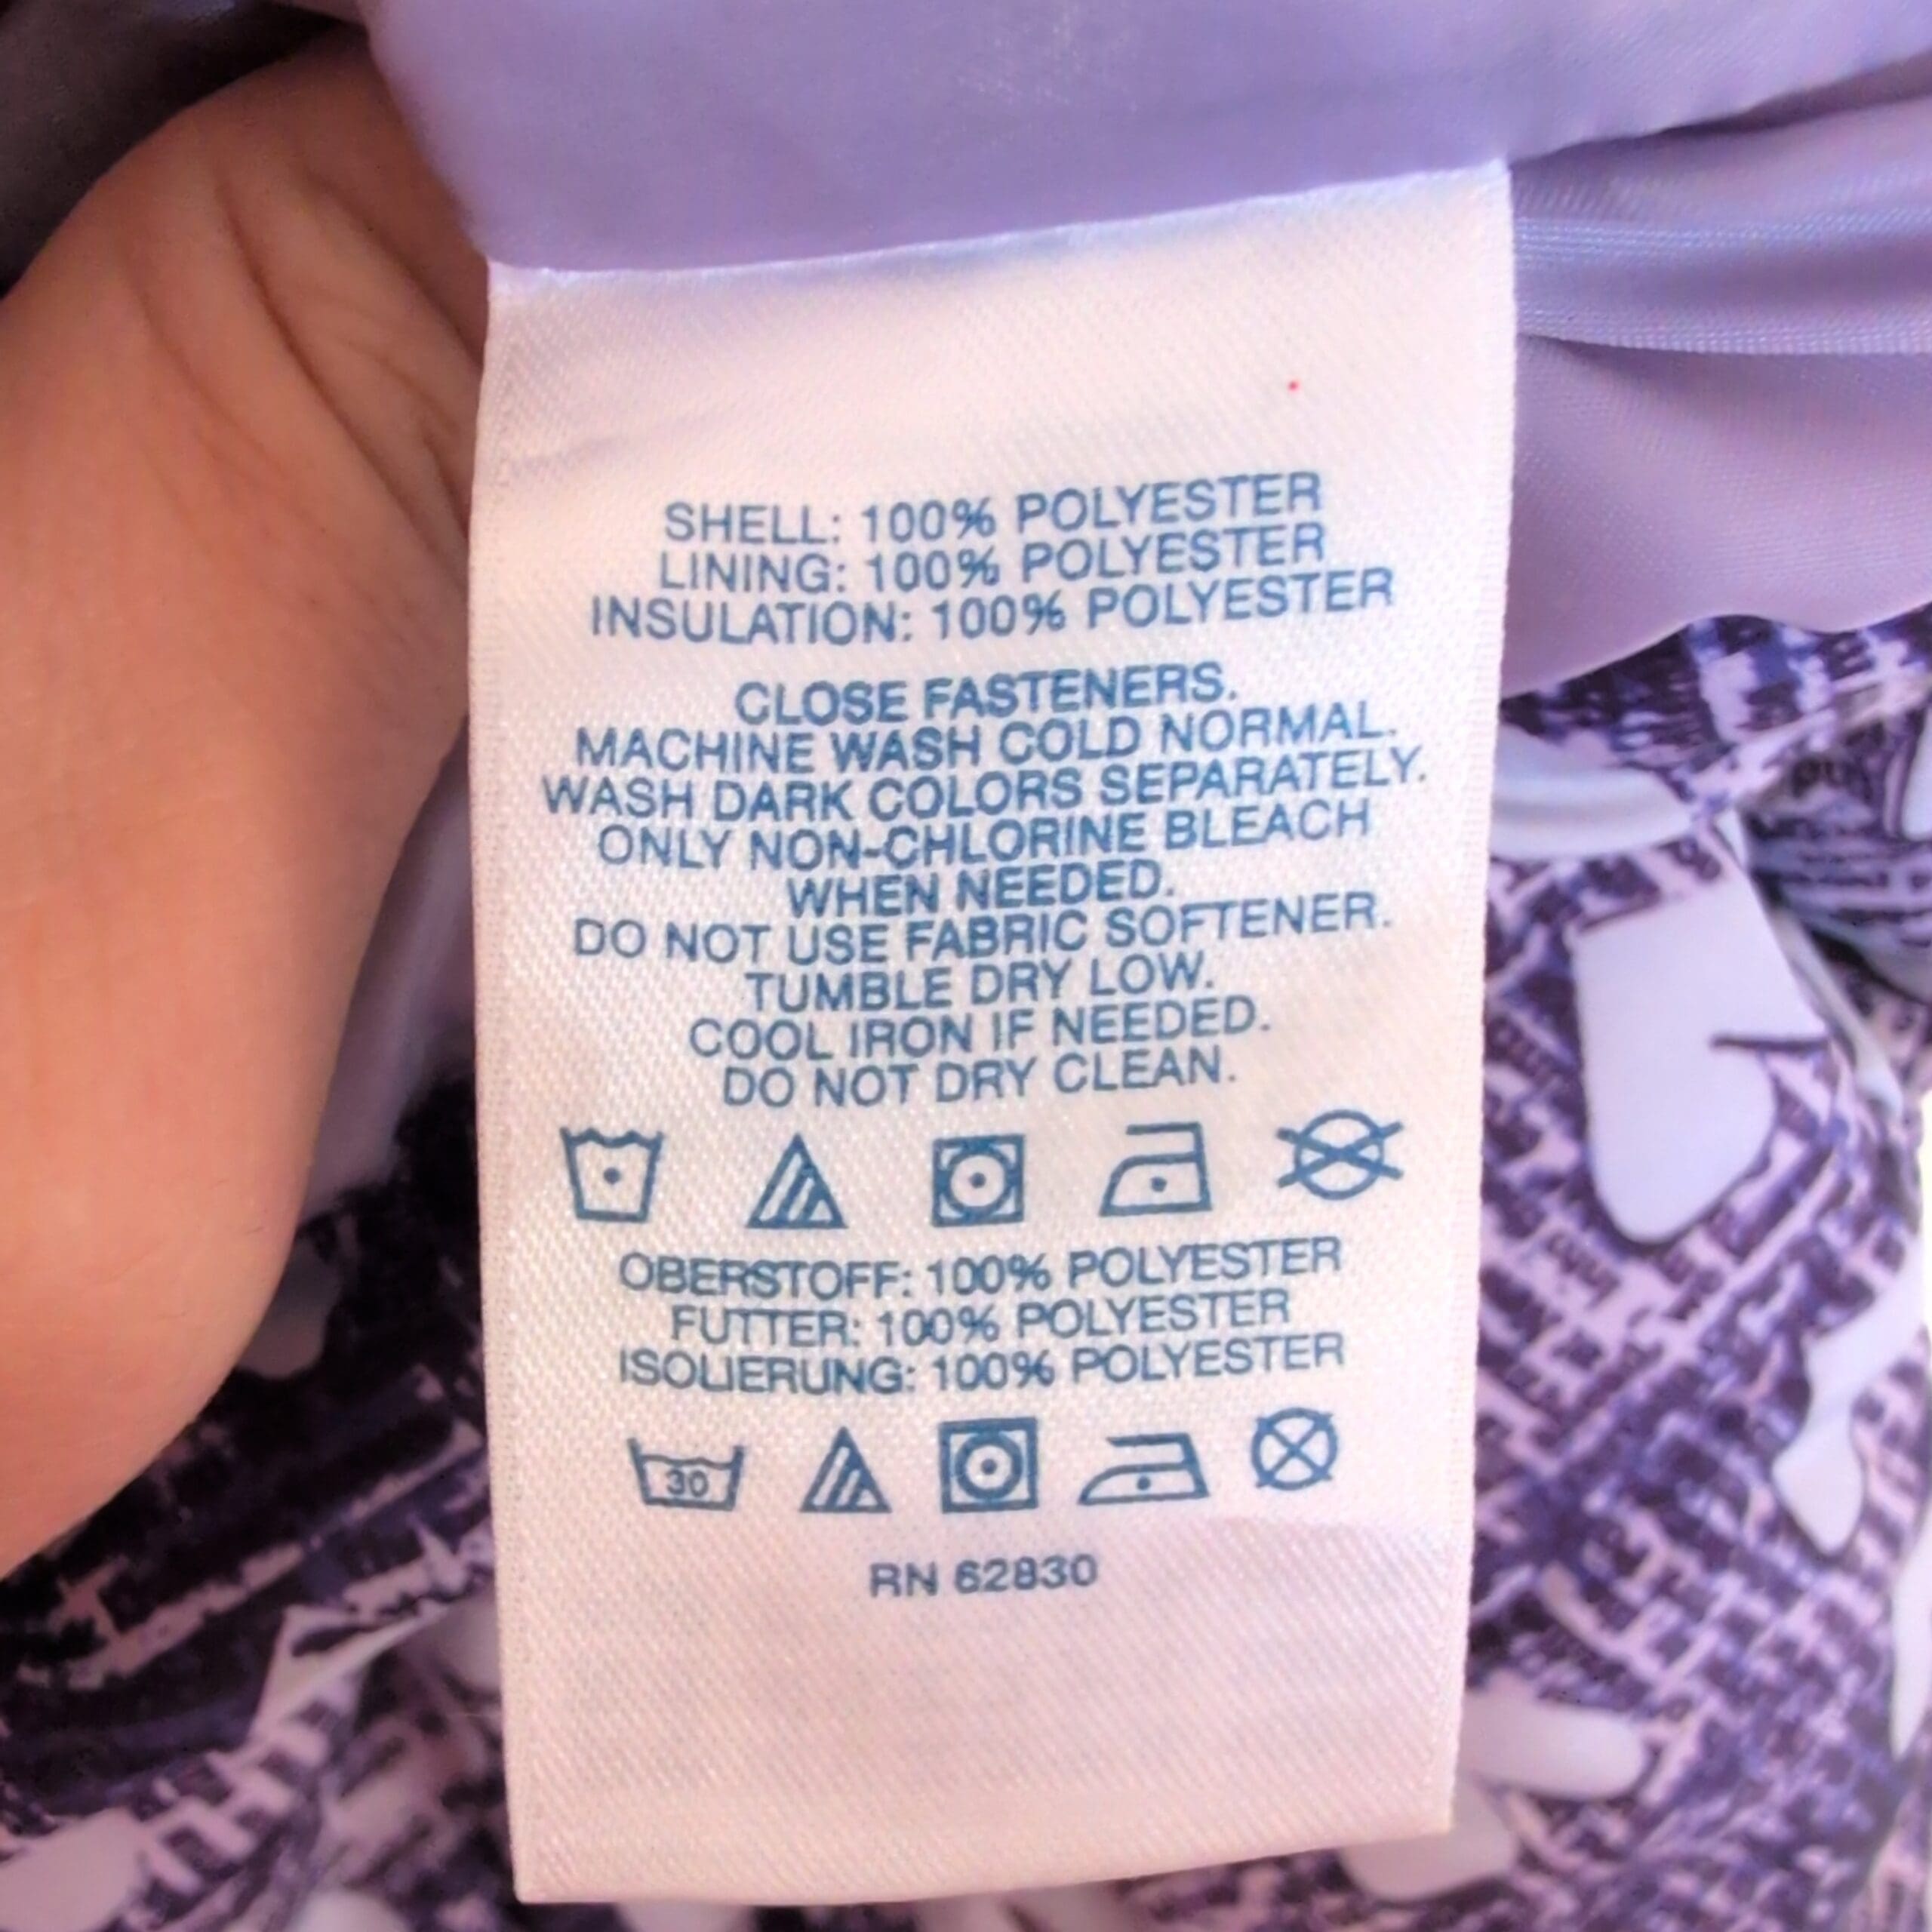 SHELL: 100% POLYESTER
LINING: 100% POLYESTER
INSULATION: 100% POLYESTER
CLOSE FASTENERS.
MACHINE WASH COLD NORMAL.
WASH DARK COLORS SEPARATELY.
ONLY NON-CHLORINE BLEACH
WHEN NEEDED.
DO NOT USE FABRIC SOFTENER.
TUMBLE DRY LOW.
COOL IRON IF NEEDED.
DO NOT DRY CLEAN.
OBERSTOFF: 100% POLYESTER
FUTTER: 100% POLYESTER
ISOLIERUNG: 100% POLYESTER
30
RN 62830